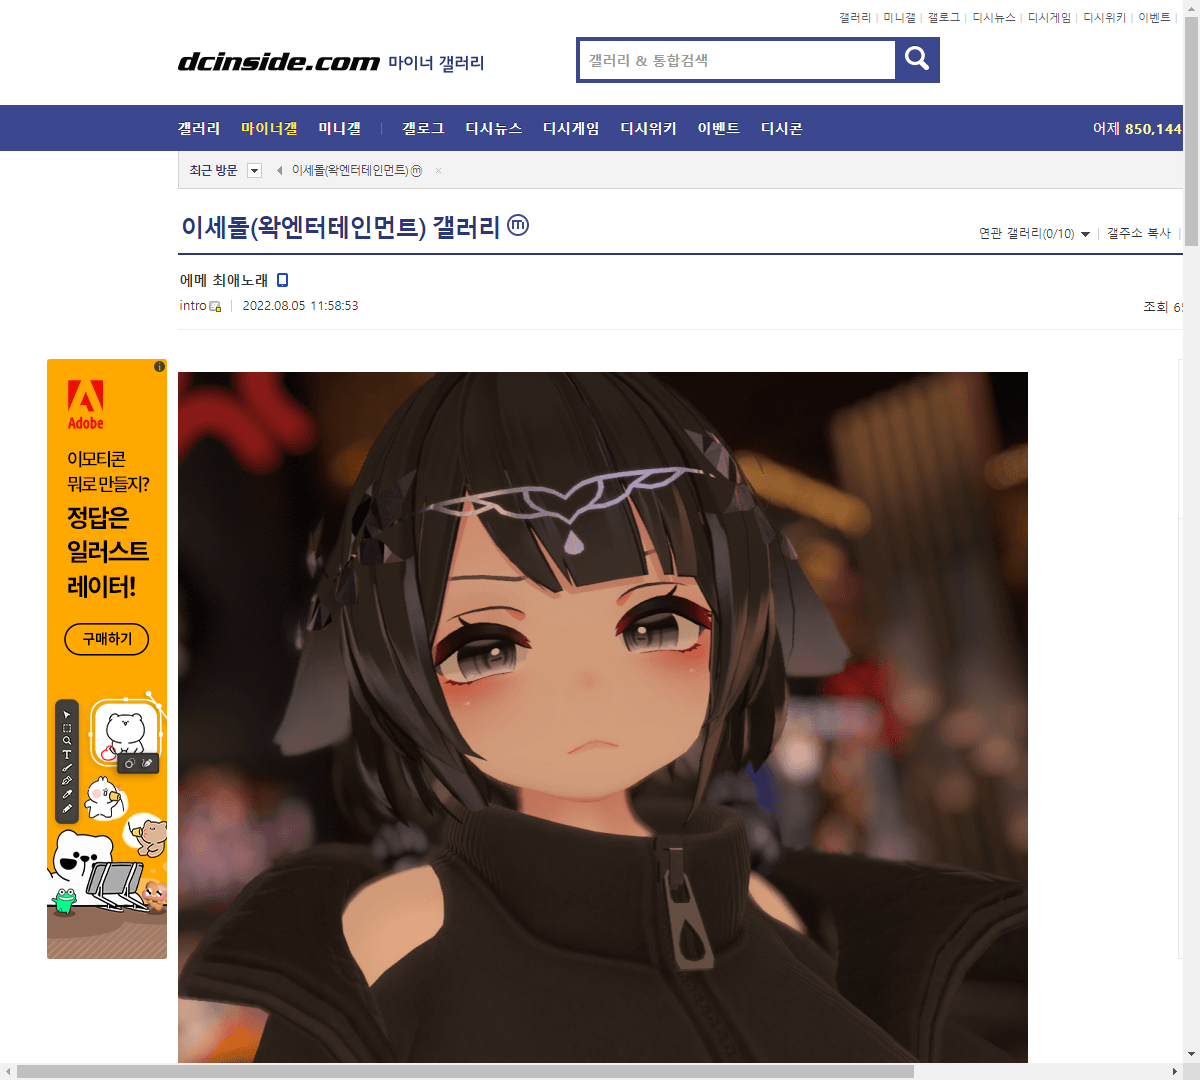 갤러리 미니갤 갤로그 디시뉴스 디시게임 디시위키 이벤트
dcinside.com 마이너 갤러리
갤러리 & 통합검색
갤러리 마이너갤 미니갤 갤로그 디시뉴스 디시게임 디시위키 이벤트 디시콘
어제 850,144
최근 방문 이세돌(왁엔터테인먼트) ⓜ ×
이세돌(왁엔터테인먼트) 갤러리 ⓜ
연관 갤러리(0/10) 갤주소 복사
에메 최애노래
intro 2022.08.05 11:58:53
조회
Adobe
이모티콘
뭐로 만들지?
정답은
일러스트
레이터!
구매하기
T